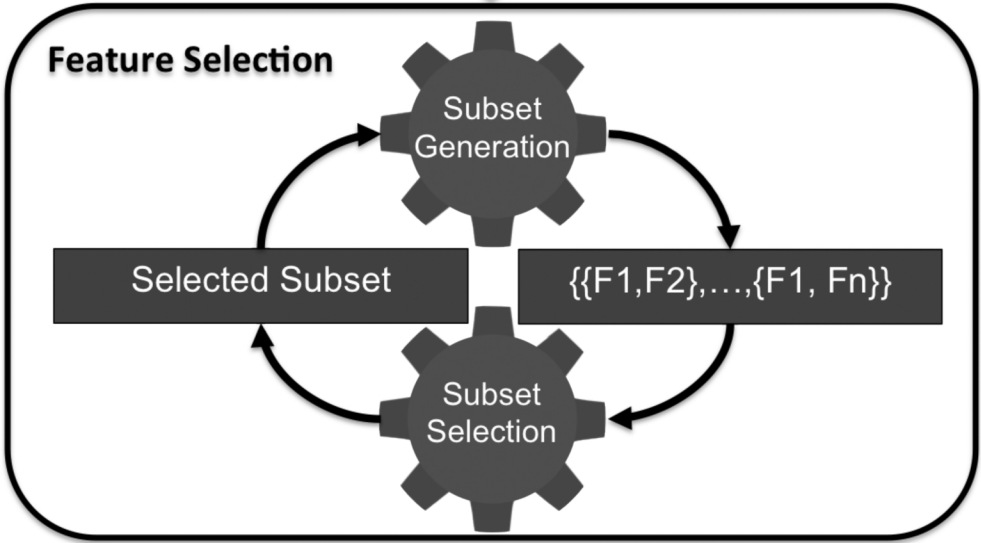 Feature Selection
Subset
Generation
Selected Subset
{{F1,F2},...,{F1, Fn}}
Subset
Selection